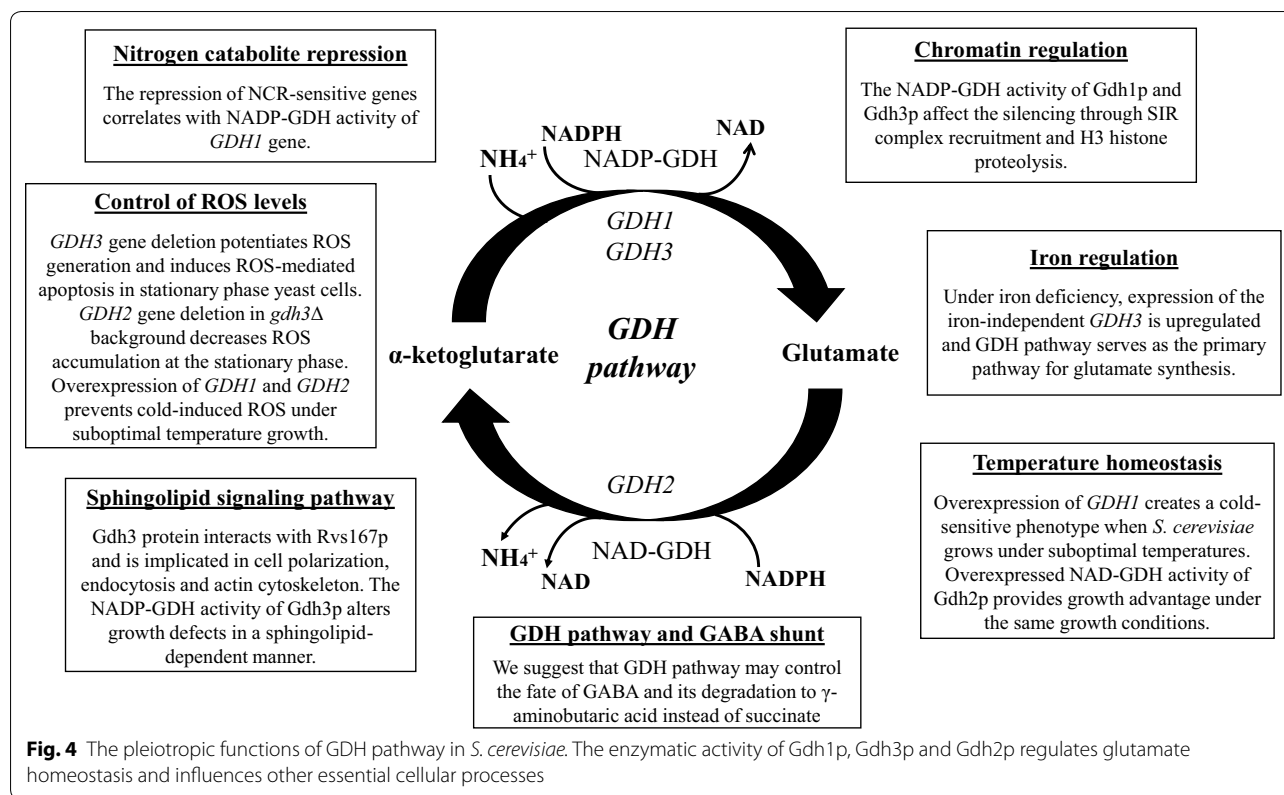 Nitrogen catabolite repression
The repression of NCR-sensitive genes
correlates with NADP-GDH activity of
GDH1 gene.
Control of ROS levels
GDH3 gene deletion potentiates ROS
generation and induces ROS-mediated
apoptosis in stationary phase yeast cells.
GDH2 gene deletion in gdh3Δ
background decreases ROS
accumulation at the stationary phase.
Overexpression of GDH1 and GDH2
prevents cold-induced ROS under
suboptimal temperature growth.
Sphingolipid signaling pathway
Gdh3 protein interacts with Rvs167p
and is implicated in cell polarization,
endocytosis and actin cytoskeleton. The
NADP-GDH activity of Gdh3p alters
growth defects in a sphingolipid-
dependent manner.
NH4+
NADPH
NAD
NADP-GDH
GDH1
GDH3
α-ketoglutarate
GDH
pathway
Glutamate
GDH2
NAD-GDH
NH4+
NAD
NADPH
GDH pathway and GABA shunt
We suggest that GDH pathway may control
the fate of GABA and its degradation to γ-
aminobutaric acid instead of succinate
Chromatin regulation
The NADP-GDH activity of Gdh1p and
Gdh3p affect the silencing through SIR
complex recruitment and H3 histone
proteolysis.
Iron regulation
Under iron deficiency, expression of the
iron-independent GDH3 is upregulated
and GDH pathway serves as the primary
pathway for glutamate synthesis.
Temperature homeostasis
Overexpression of GDH1 creates a cold-
sensitive phenotype when S. cerevisiae
grows under suboptimal temperatures.
Overexpressed NAD-GDH activity of
Gdh2p provides growth advantage under
the same growth conditions.
Fig. 4 The pleiotropic functions of GDH pathway in S. cerevisiae. The enzymatic activity of Gdh1p, Gdh3p and Gdh2p regulates glutamate
homeostasis and influences other essential cellular processes